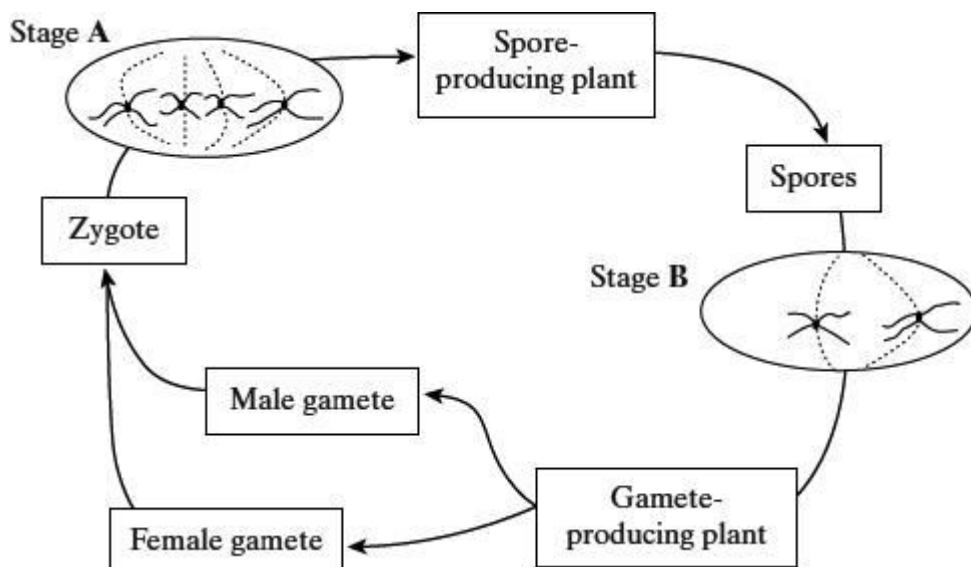 Stage A
Spore-
producing plant
Spores
Zygote
Stage B
Male gamete
Gamete-
producing plant
Female gamete